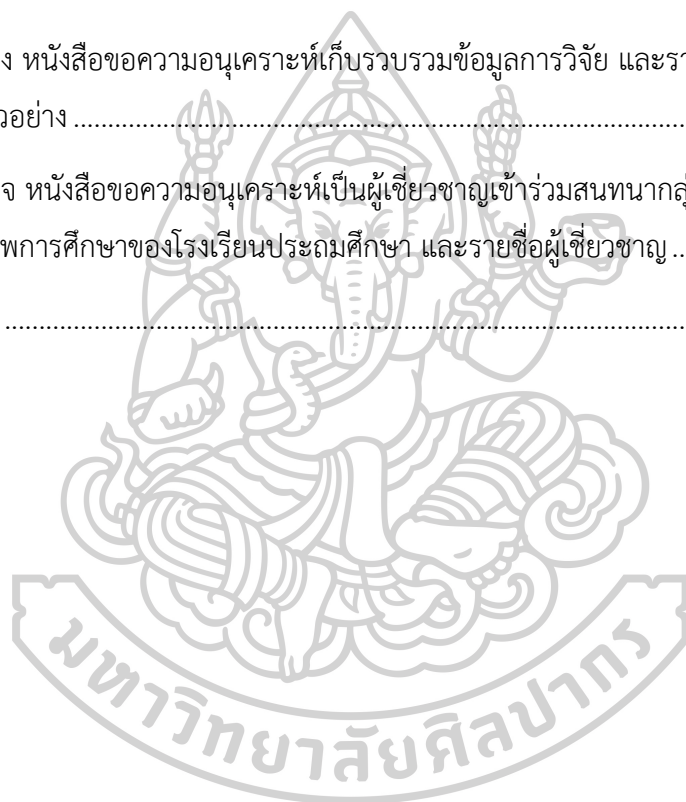 ง หนังสือขอความอนุเคราะห์เก็บรวบรวมข้อมูลการวิจัย และรา
วอย่าง ................................................................................
จ หนังสือขอความอนุเคราะห์เป็นผู้เชี่ยวชาญเข้าร่วมสนทนากลุ่
พการศึกษาของโรงเรียนประถมศึกษา และรายชื่อผู้เชี่ยวชาญ ..
................................................................................
มหาวิทยาลัยศิลปากร